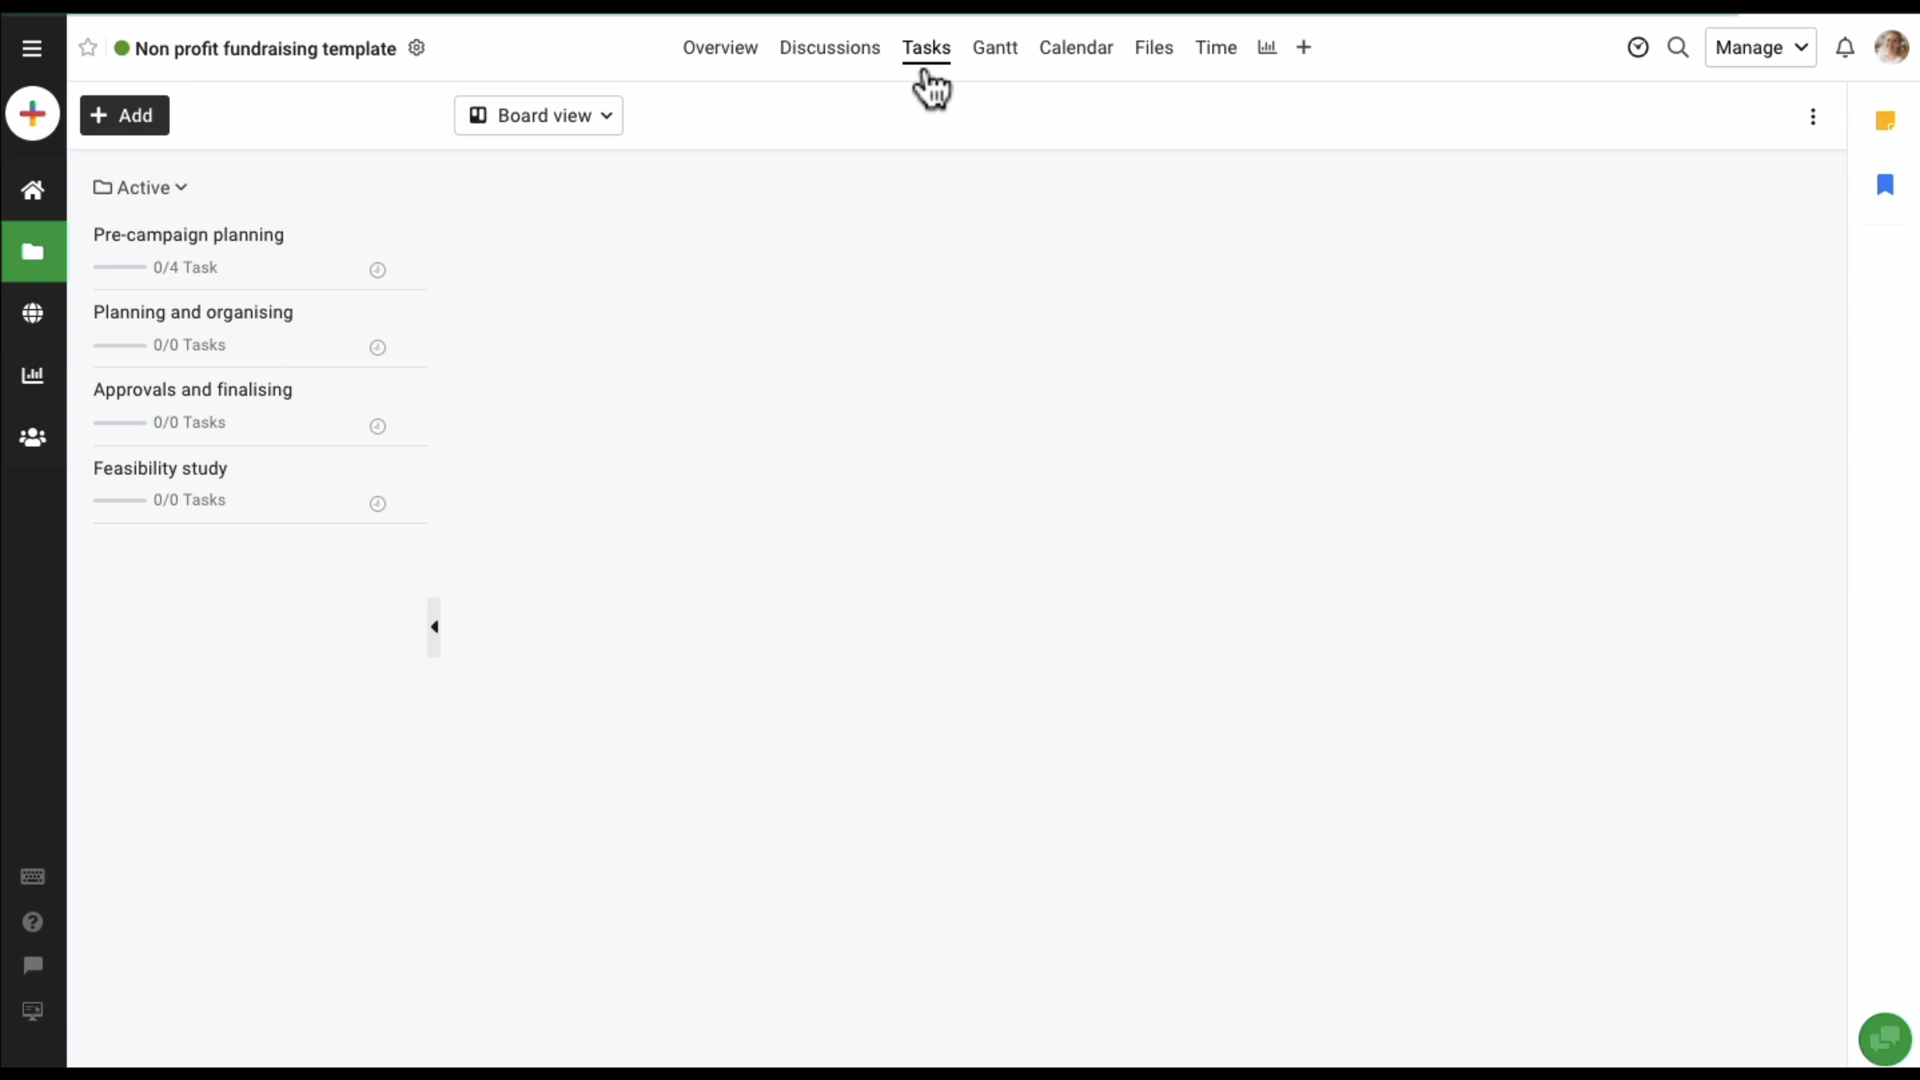 Non profit fundraising template
Overview Discussions Tasks Gantt Calendar Files Time
Manage
Add
Board view
Active
Pre-campaign planning
0/4 Task
Planning and organising
0/0 Tasks
Approvals and finalising
0/0 Tasks
Feasibility study
0/0 Tasks